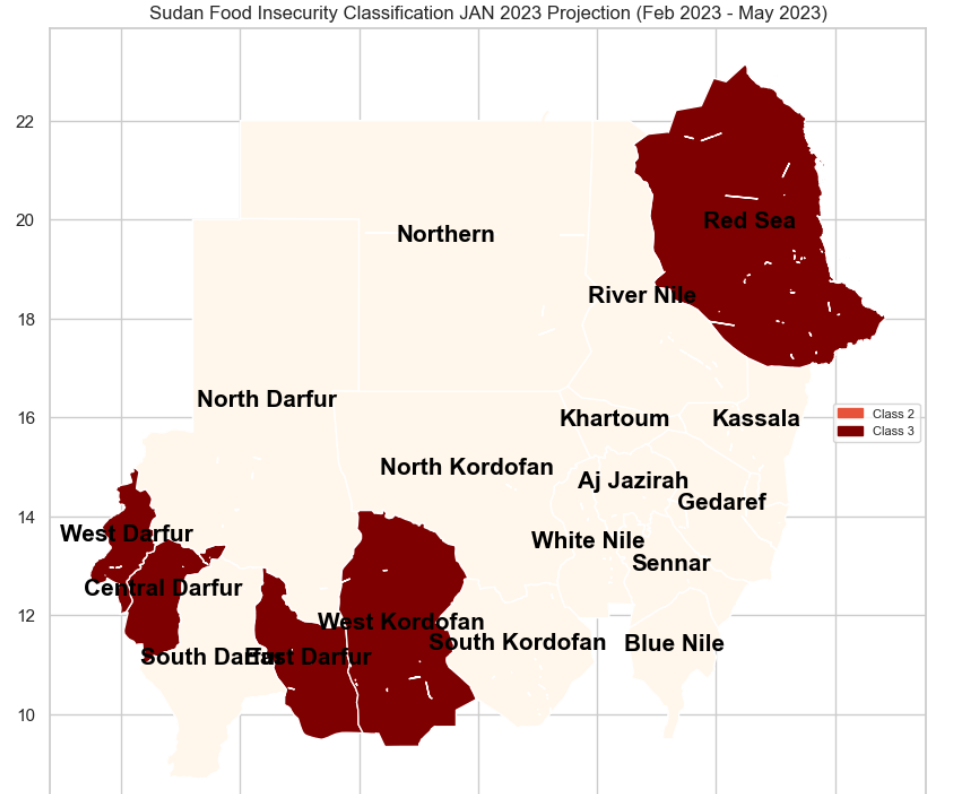 Sudan Food Insecurity Classification JAN 2023 Projection (Feb 2023 - May 2023)
22
20
Red Sea
Northern
River Nile
18
North Darfur
16
Khartoum
Kassala
Class 2
Class 3
North Kordofan
Aj Jazirah
Gedaref
14
West Darfur
White Nile
Sennar
Central Darfur
12
West Kordofan
South Kordofan
Blue Nile
South Darfur
East Darfur
10